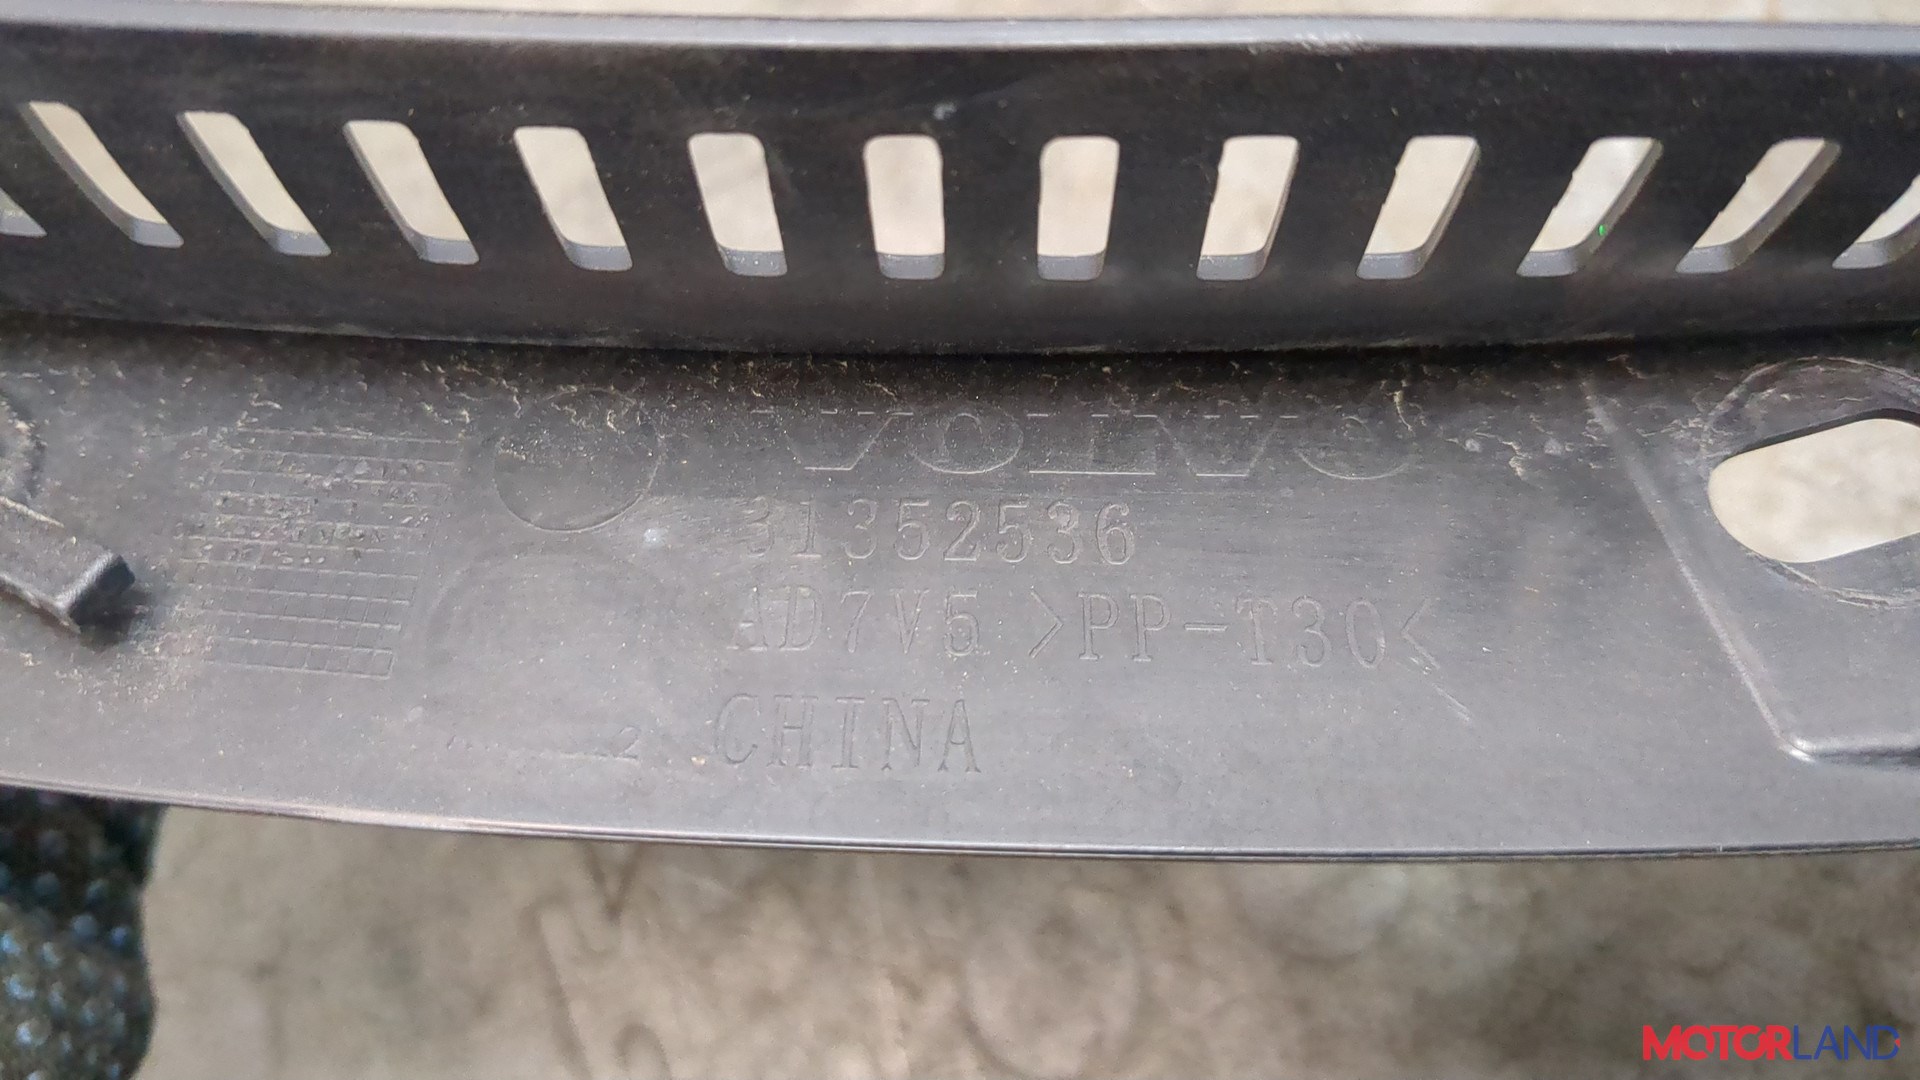 VOLVO
31352536
AD7V5 >PP-T30<
CHINA
MOTORLAND